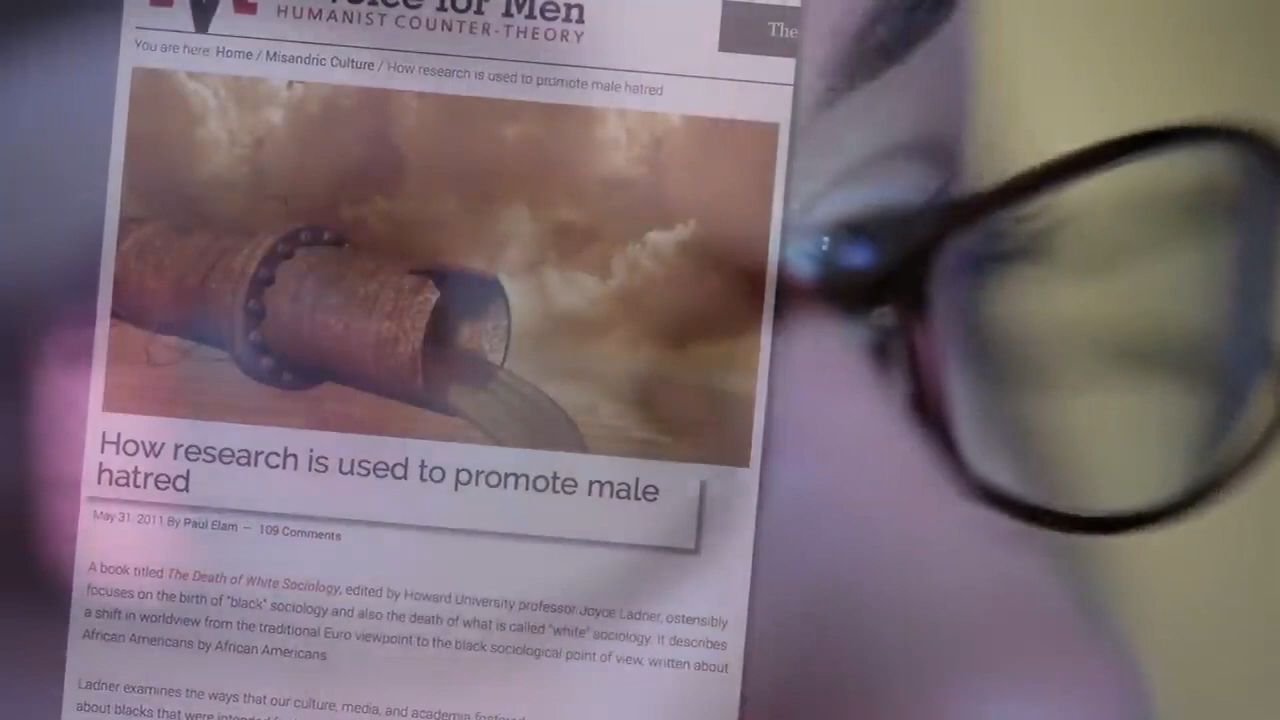 for Men
HUMANIST COUNTER-THEORY
The
You are here: Home / Misandric Culture / How research is used to promote male hatred
How research is used to promote male
hatred
May 31, 2011 By Paul Elam — 109 Comments
A book titled The Death of White Sociology, edited by Howard University professor Joyce Ladner, ostensibly
focuses on the birth of "black" sociology and also the death of what is called "white" sociology. It describes
a shift in worldview from the traditional Euro viewpoint to the black sociological point of view, written about
African Americans by African Americans.
Ladner examines the ways that our culture, media, and academia
about blacks that were